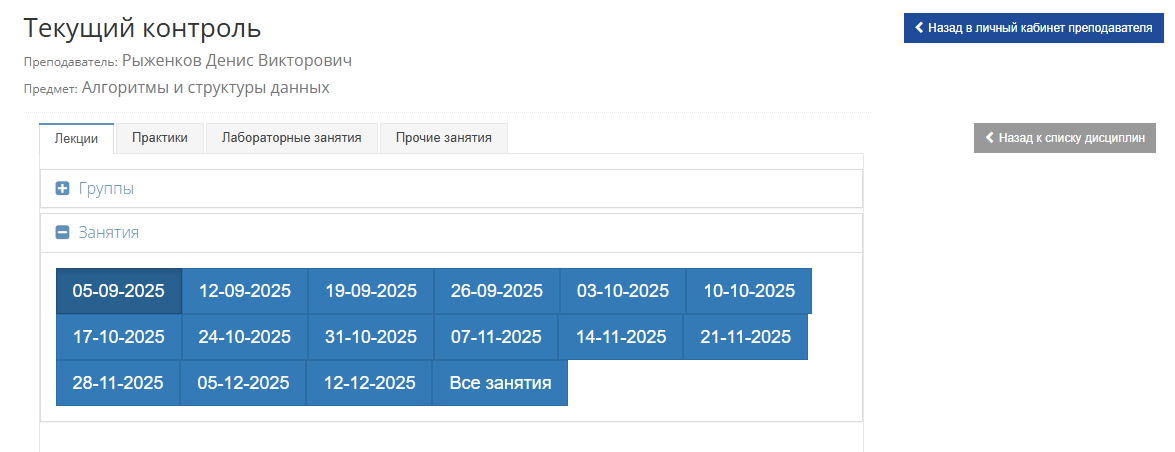 Текущий контроль
Назад в личный кабинет преподавателя
Преподаватель: Рыженков Денис Викторович
Предмет: Алгоритмы и структуры данных
Лекции Практики Лабораторные занятия Прочие занятия
Назад к списку дисциплин
Группы
Занятия
05-09-2025 12-09-2025 19-09-2025 26-09-2025 03-10-2025 10-10-2025
17-10-2025 24-10-2025 31-10-2025 07-11-2025 14-11-2025 21-11-2025
28-11-2025 05-12-2025 12-12-2025 Все занятия